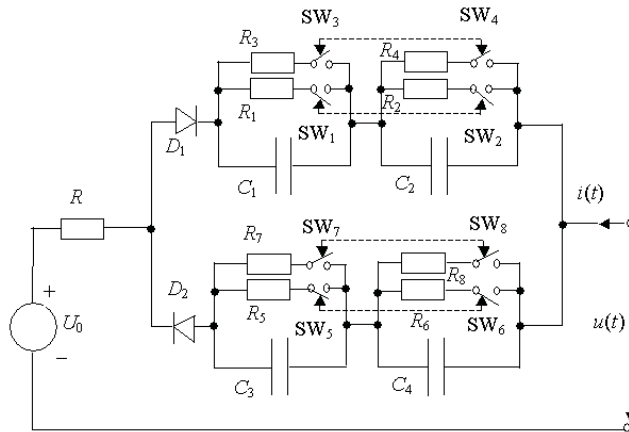 SW₃ SW₄
R₃ R₄
R₁ R₂
D₁ SW₁ SW₂
C₁ C₂
R i(t)
SW₇ SW₈
R₇ R₈
D₂ R₅ SW₅ R₆ SW₆
+ U₀ − u(t)
C₃ C₄